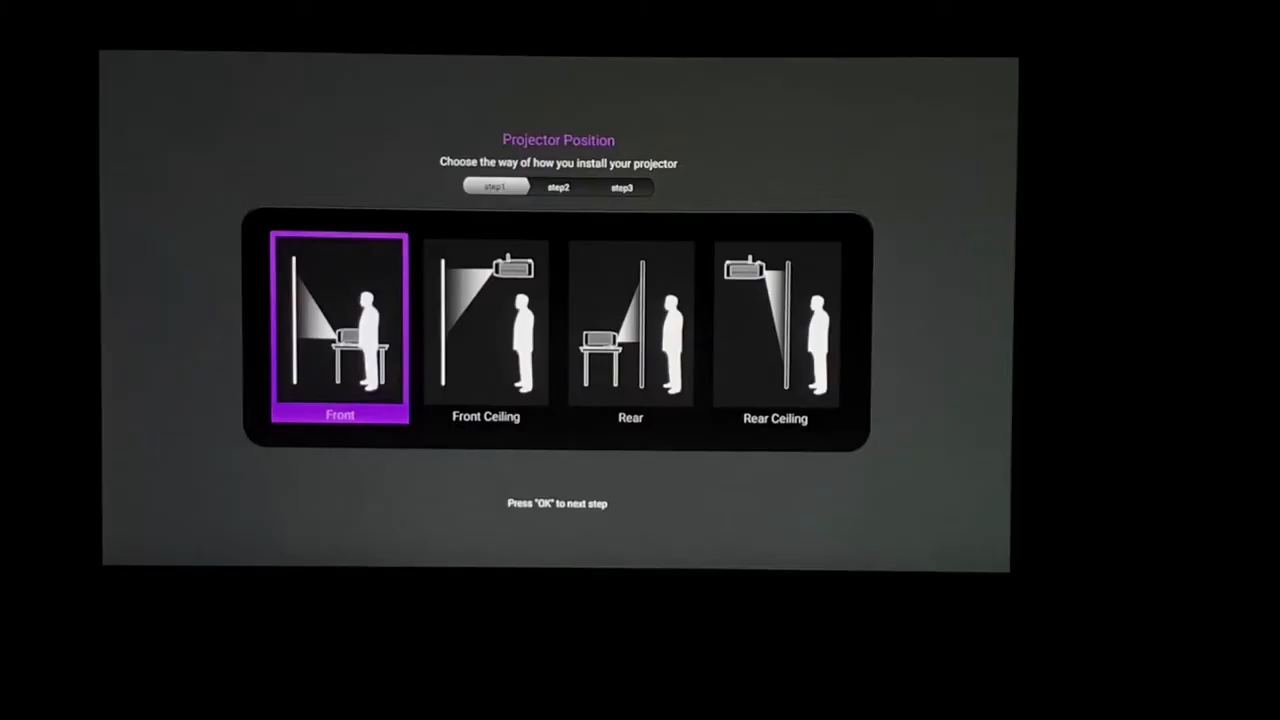 Projector Position
Choose the way of how you install your projector
step1 step2 step3
Front Front Ceiling Rear Rear Ceiling
Press "OK" to next step